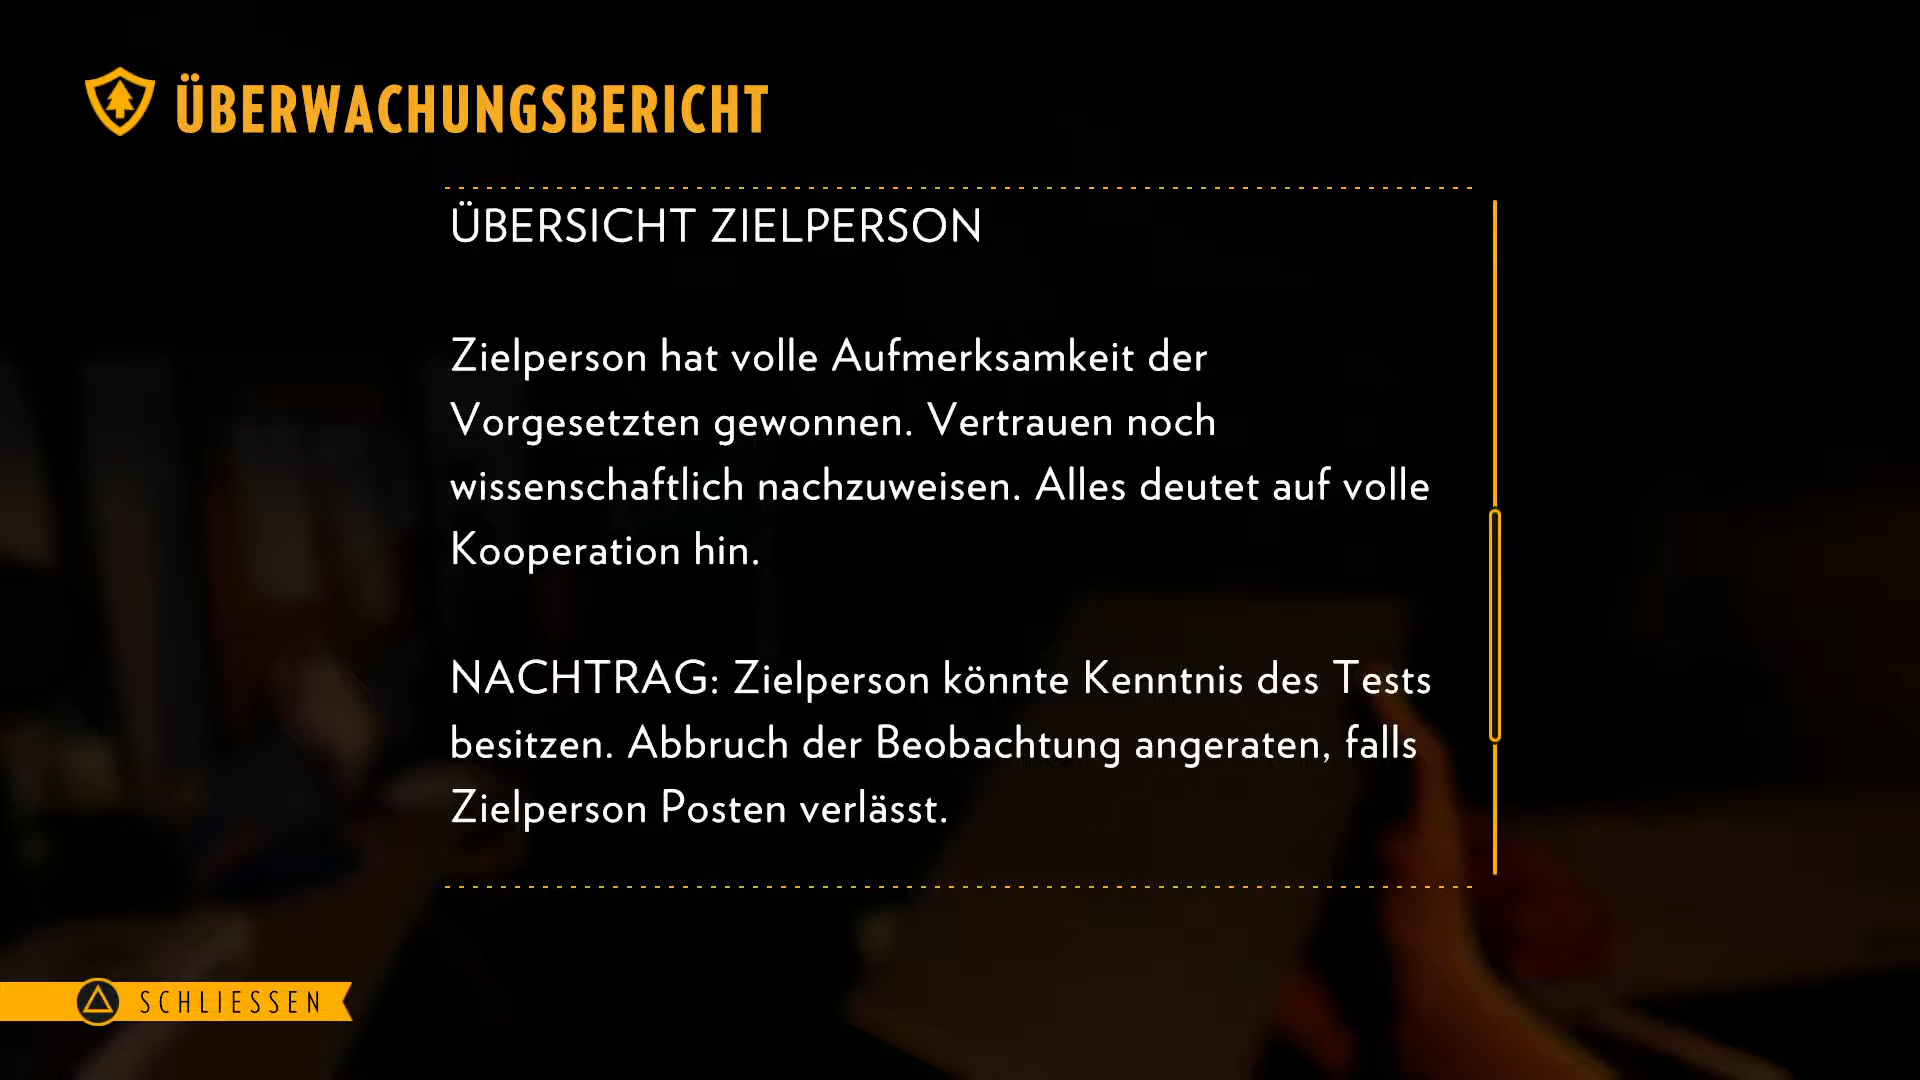 ÜBERWACHUNGSBERICHT
ÜBERSICHT ZIELPERSON
Zielperson hat volle Aufmerksamkeit der
Vorgesetzten gewonnen. Vertrauen noch
wissenschaftlich nachzuweisen. Alles deutet auf volle
Kooperation hin.
NACHTRAG: Zielperson könnte Kenntnis des Tests
besitzen. Abbruch der Beobachtung angeraten, falls
Zielperson Posten verlässt.
SCHLIESSEN